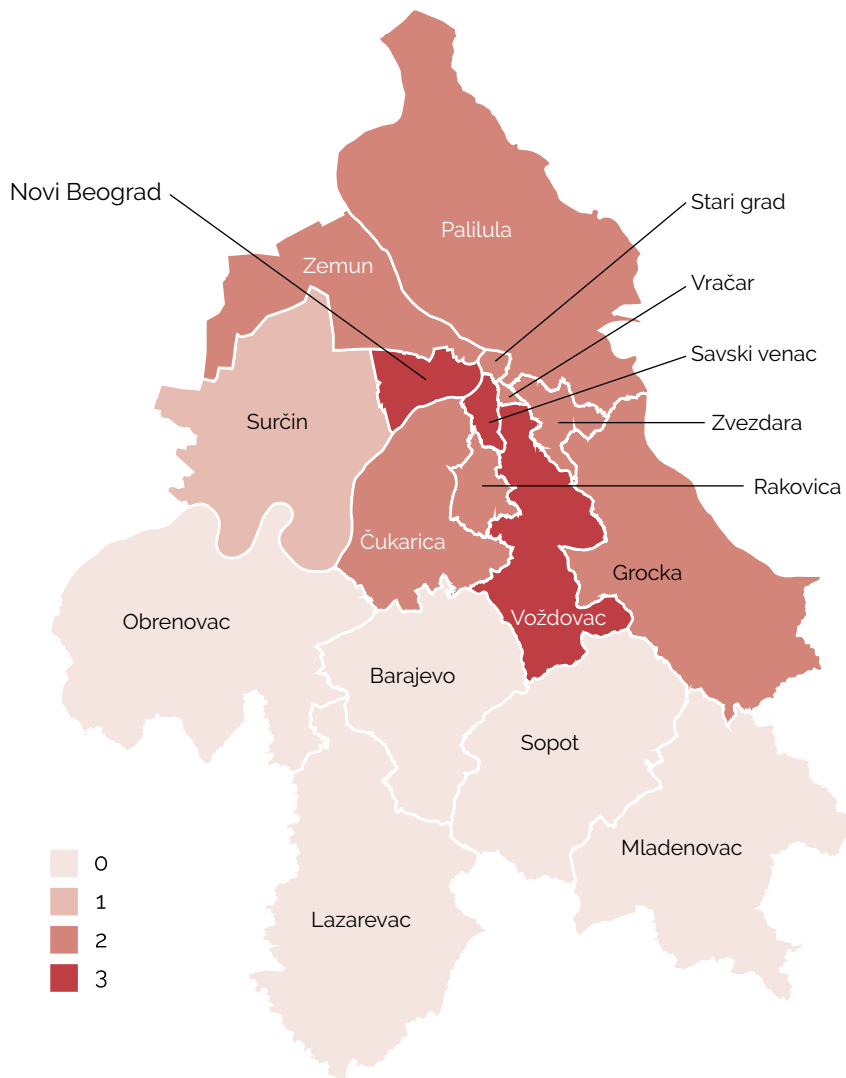 Novi Beograd
Stari grad
Palilula
Zemun
Vračar
Savski venac
Surčin
Zvezdara
Rakovica
Čukarica
Grocka
Obrenovac
Voždovac
Barajevo
Sopot
Mladenovac
Lazarevac
0
1
2
3